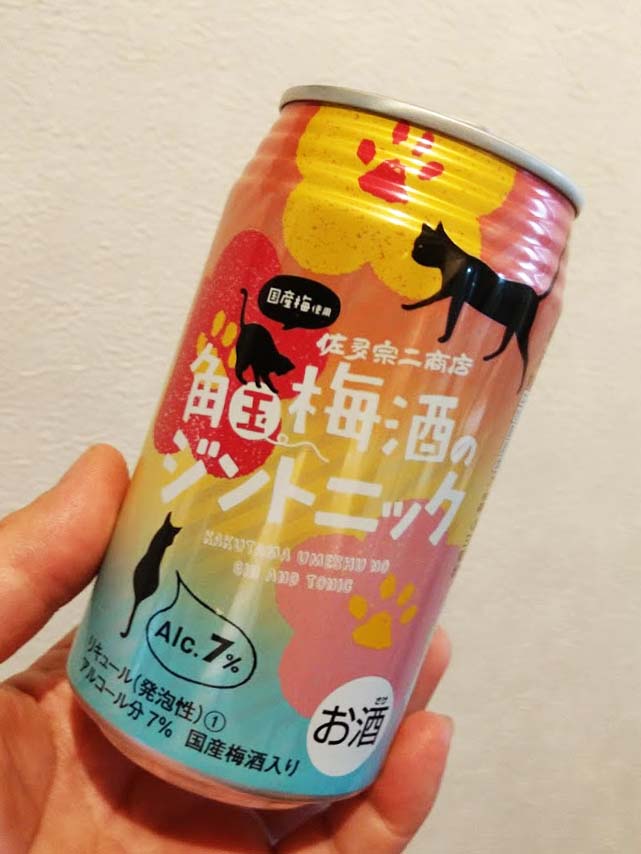 国産梅使用
佐多宗二商店
角玉梅酒の
ジントニック
KAKUTAMA UMESHU NO
GIN AND TONIC
Alc.7%
リキュール(発泡性)①
アルコール分7% 国産梅酒入り
さけ
お酒